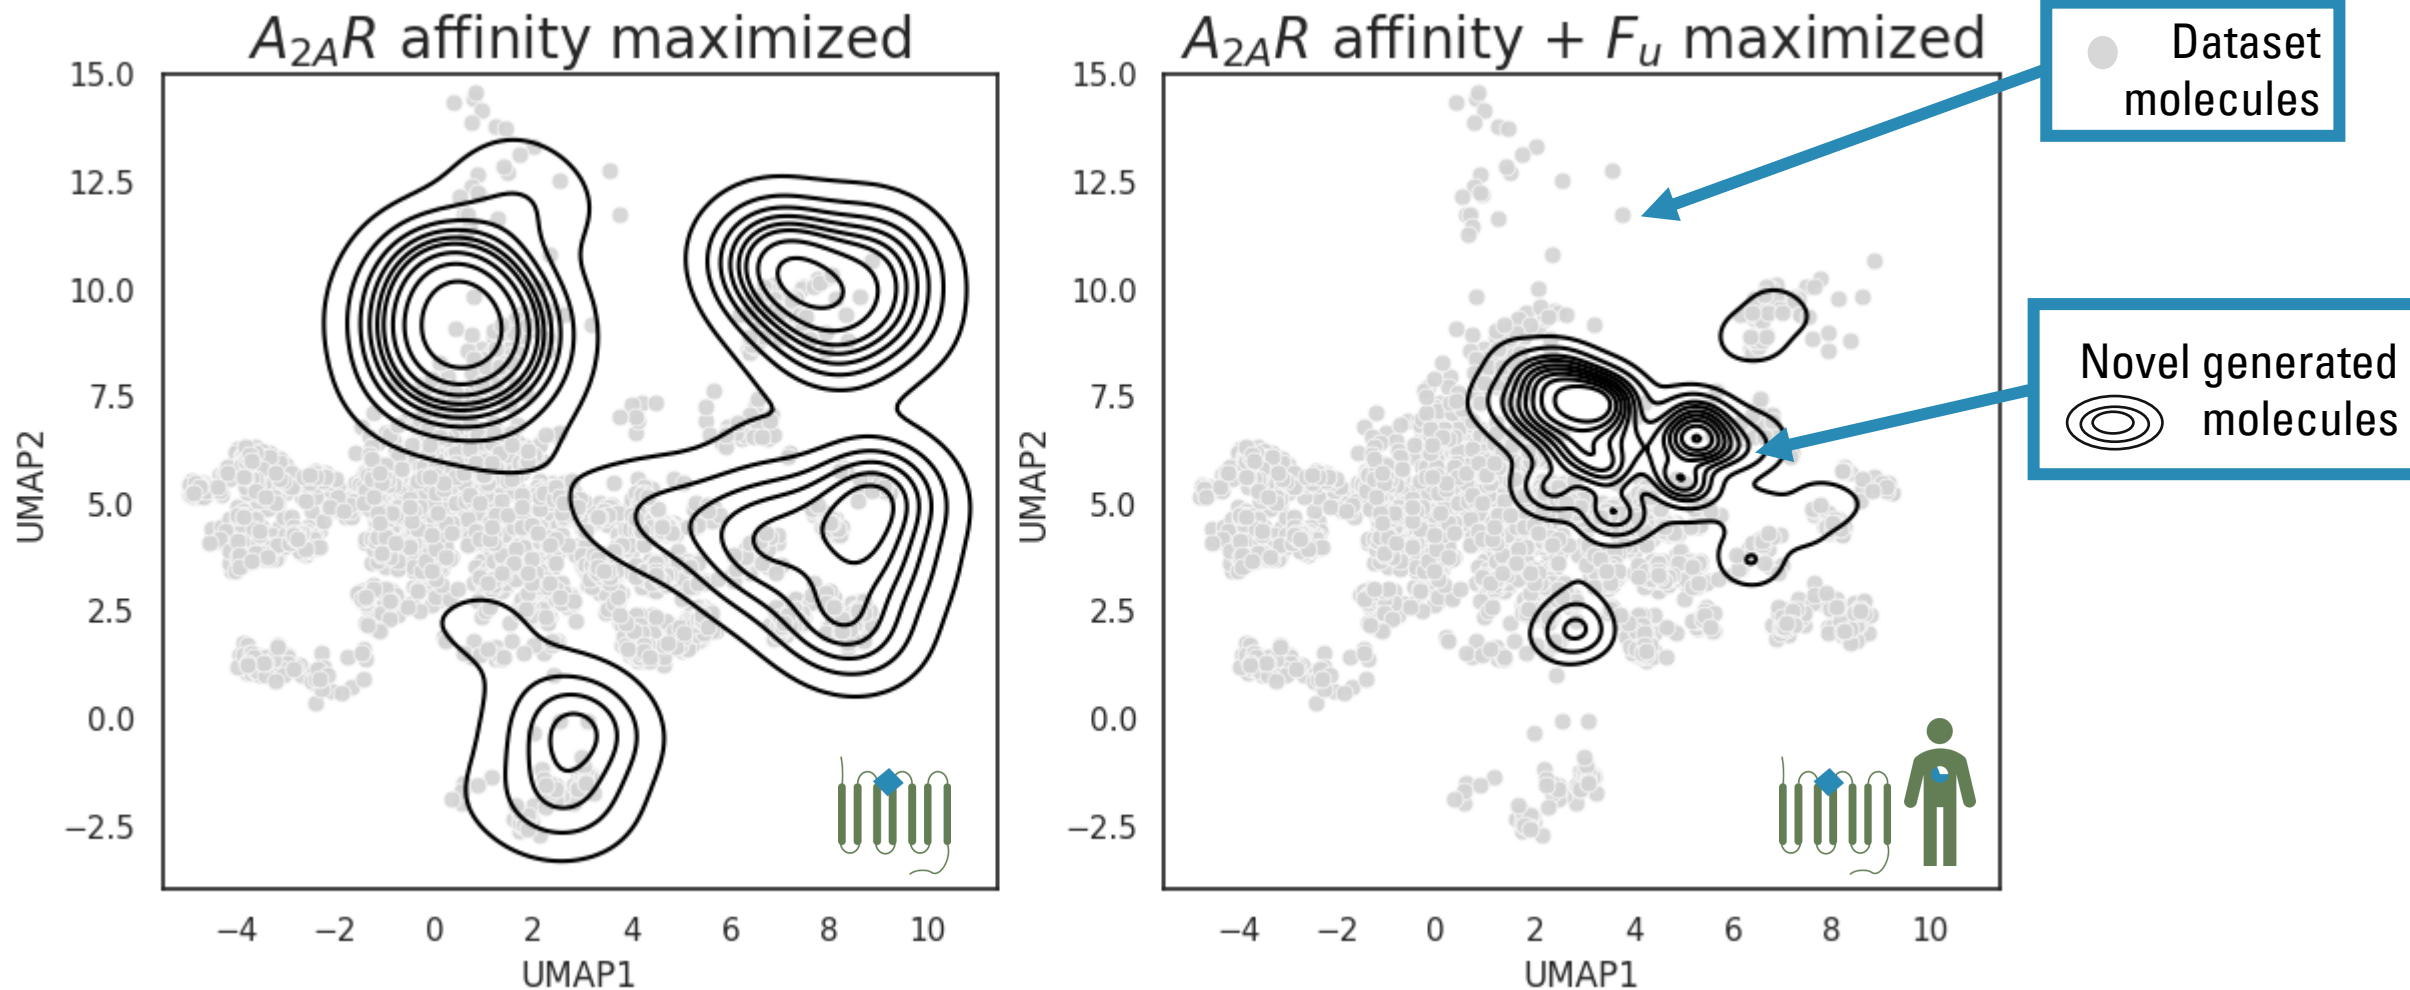 A2AR affinity maximized
15.0
12.5
10.0
7.5
5.0
2.5
0.0
−2.5
UMAP2
−4 −2 0 2 4 6 8 10
UMAP1
A2AR affinity + Fu maximized
15.0
12.5
10.0
7.5
5.0
2.5
0.0
−2.5
UMAP2
−4 −2 0 2 4 6 8 10
UMAP1
Dataset
molecules
Novel generated
molecules